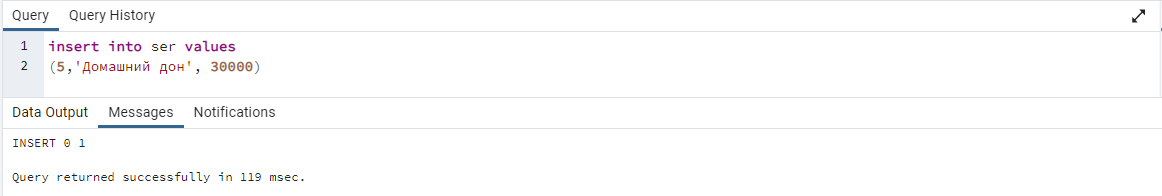 Query Query History
1 insert into ser values
2 (5,'Домашний дон', 30000)
Data Output Messages Notifications
INSERT 0 1
Query returned successfully in 119 msec.